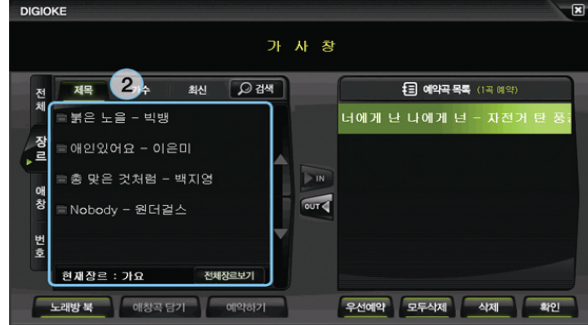 DIGIOKE
가 사 창
전체
장르
애창
번호
제목 2 가수 최신 검색
붉은 노을 - 빅뱅
애인있어요 - 이은미
총 맞은 것처럼 - 백지영
Nobody - 원더걸스
현재장르 : 가요 전체장르보기
IN
OUT
예약곡 목록 (1곡 예약)
너에게 난 나에게 넌 - 자전거 탄 풍
노래방 북 애창곡 담기 예약하기
우선예약 모두삭제 삭제 확인